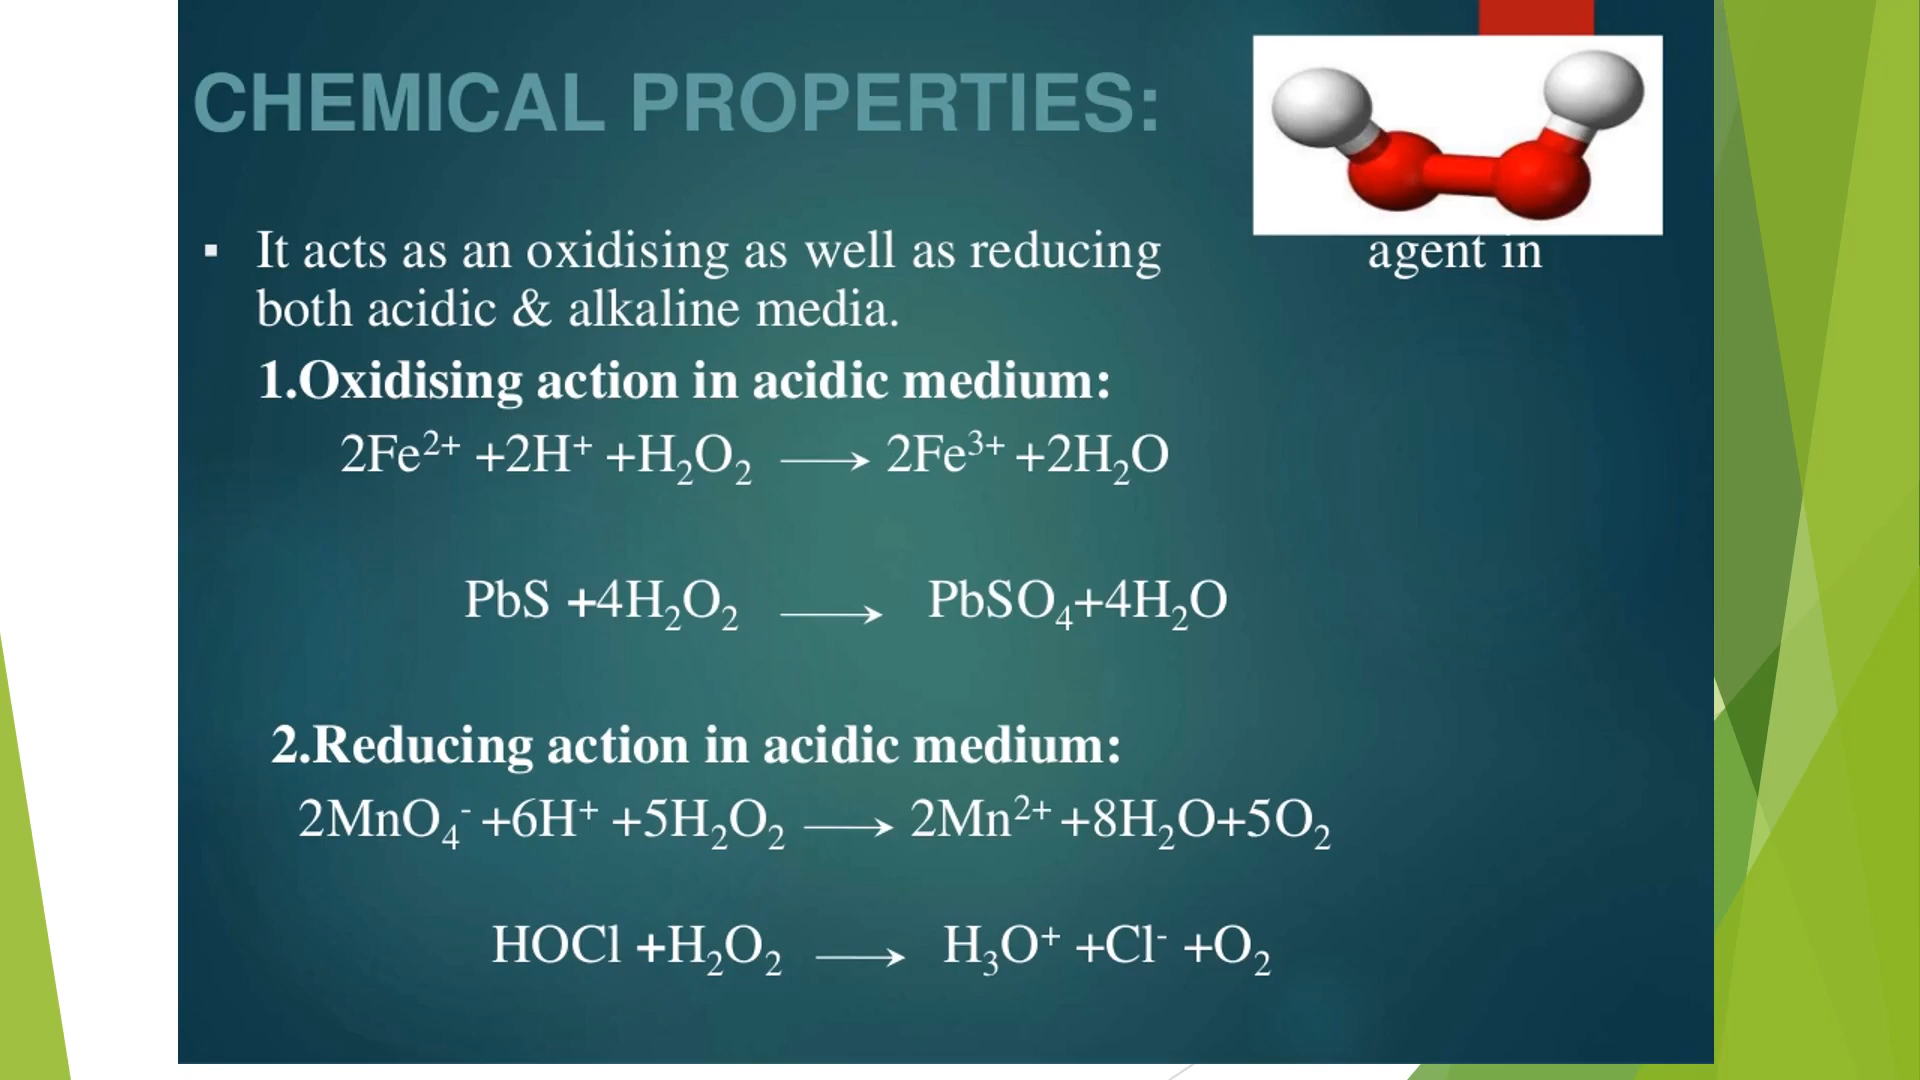 CHEMICAL PROPERTIES:
▪ It acts as an oxidising as well as reducing agent in
both acidic & alkaline media.
1.Oxidising action in acidic medium:
2Fe²⁺ +2H⁺ +H₂O₂ ⟶ 2Fe³⁺ +2H₂O
PbS +4H₂O₂ ⟶ PbSO₄+4H₂O
2.Reducing action in acidic medium:
2MnO₄⁻ +6H⁺ +5H₂O₂ ⟶ 2Mn²⁺ +8H₂O+5O₂
HOCl +H₂O₂ ⟶ H₃O⁺ +Cl⁻ +O₂